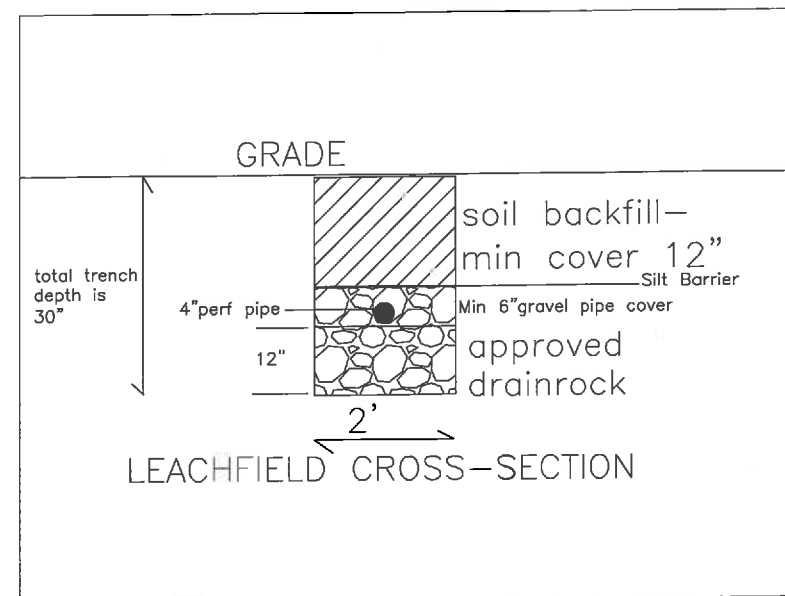 GRADE
soil backfill-
min cover 12"
Silt Barrier
total trench
depth is
30"
4"perf pipe
Min 6"gravel pipe cover
12"
approved
drainrock
2'
LEACHFIELD CROSS-SECTION